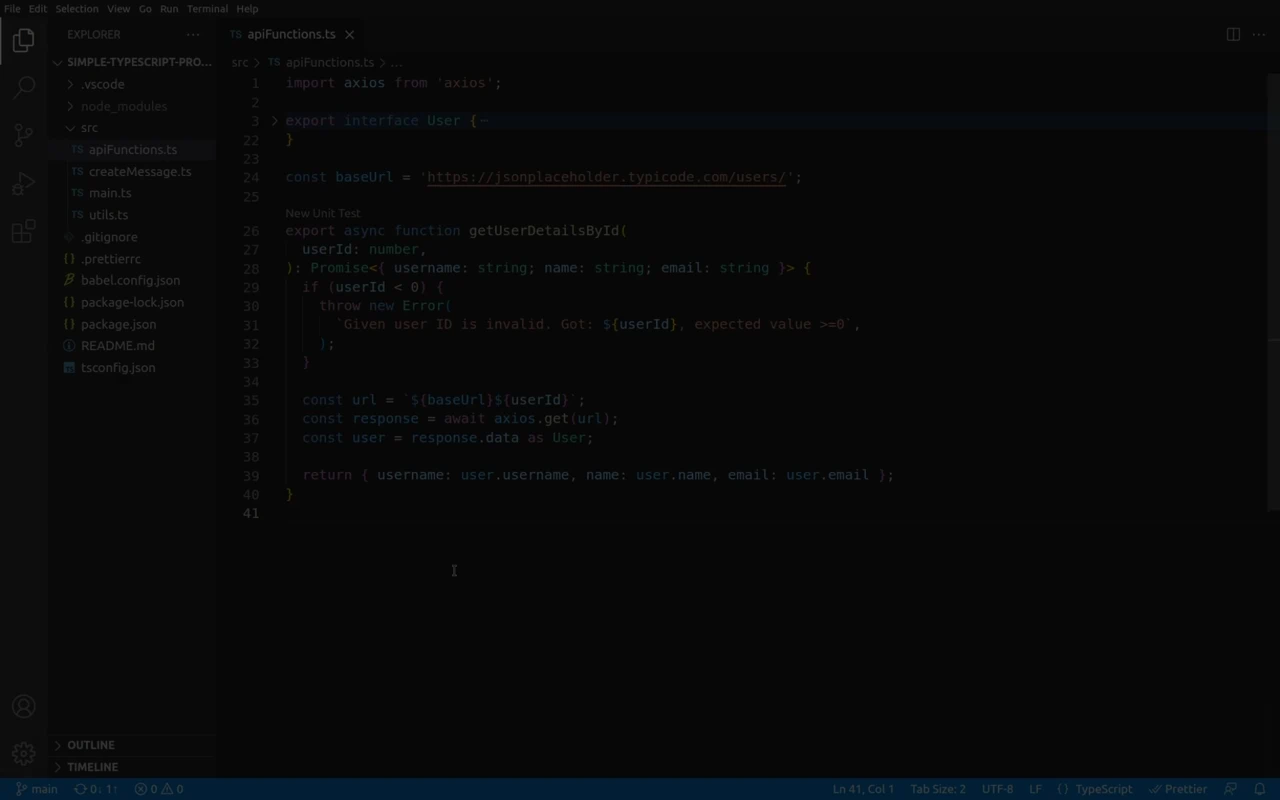 File Edit Selection View Go Run Terminal Help
EXPLORER ...
TS apiFunctions.ts
SIMPLE-TYPESCRIPT-PRO...
src > TS apiFunctions.ts > ...
.vscode
node_modules
src
TS apiFunctions.ts
TS createMessage.ts
TS main.ts
TS utils.ts
.gitignore
{} .prettierrc
babel.config.json
{} package-lock.json
{} package.json
README.md
tsconfig.json
OUTLINE
TIMELINE
1 import axios from 'axios';
2
3 export interface User {
22 }
23
24 const baseUrl = 'https://jsonplaceholder.typicode.com/users/';
25
New Unit Test
26 export async function getUserDetailsById(
27 userId: number,
28 ): Promise<{ username: string; name: string; email: string }> {
29 if (userId < 0) {
30 throw new Error(
31 `Given user ID is invalid. Got: ${userId}, expected value >=0`,
32 );
33 }
34
35 const url = `${baseUrl}${userId}`;
36 const response = await axios.get(url);
37 const user = response.data as User;
38
39 return { username: user.username, name: user.name, email: user.email };
40 }
41
main 0↓ 1↑ 0 0 Ln 41, Col 1 Tab Size: 2 UTF-8 LF {} TypeScript Prettier